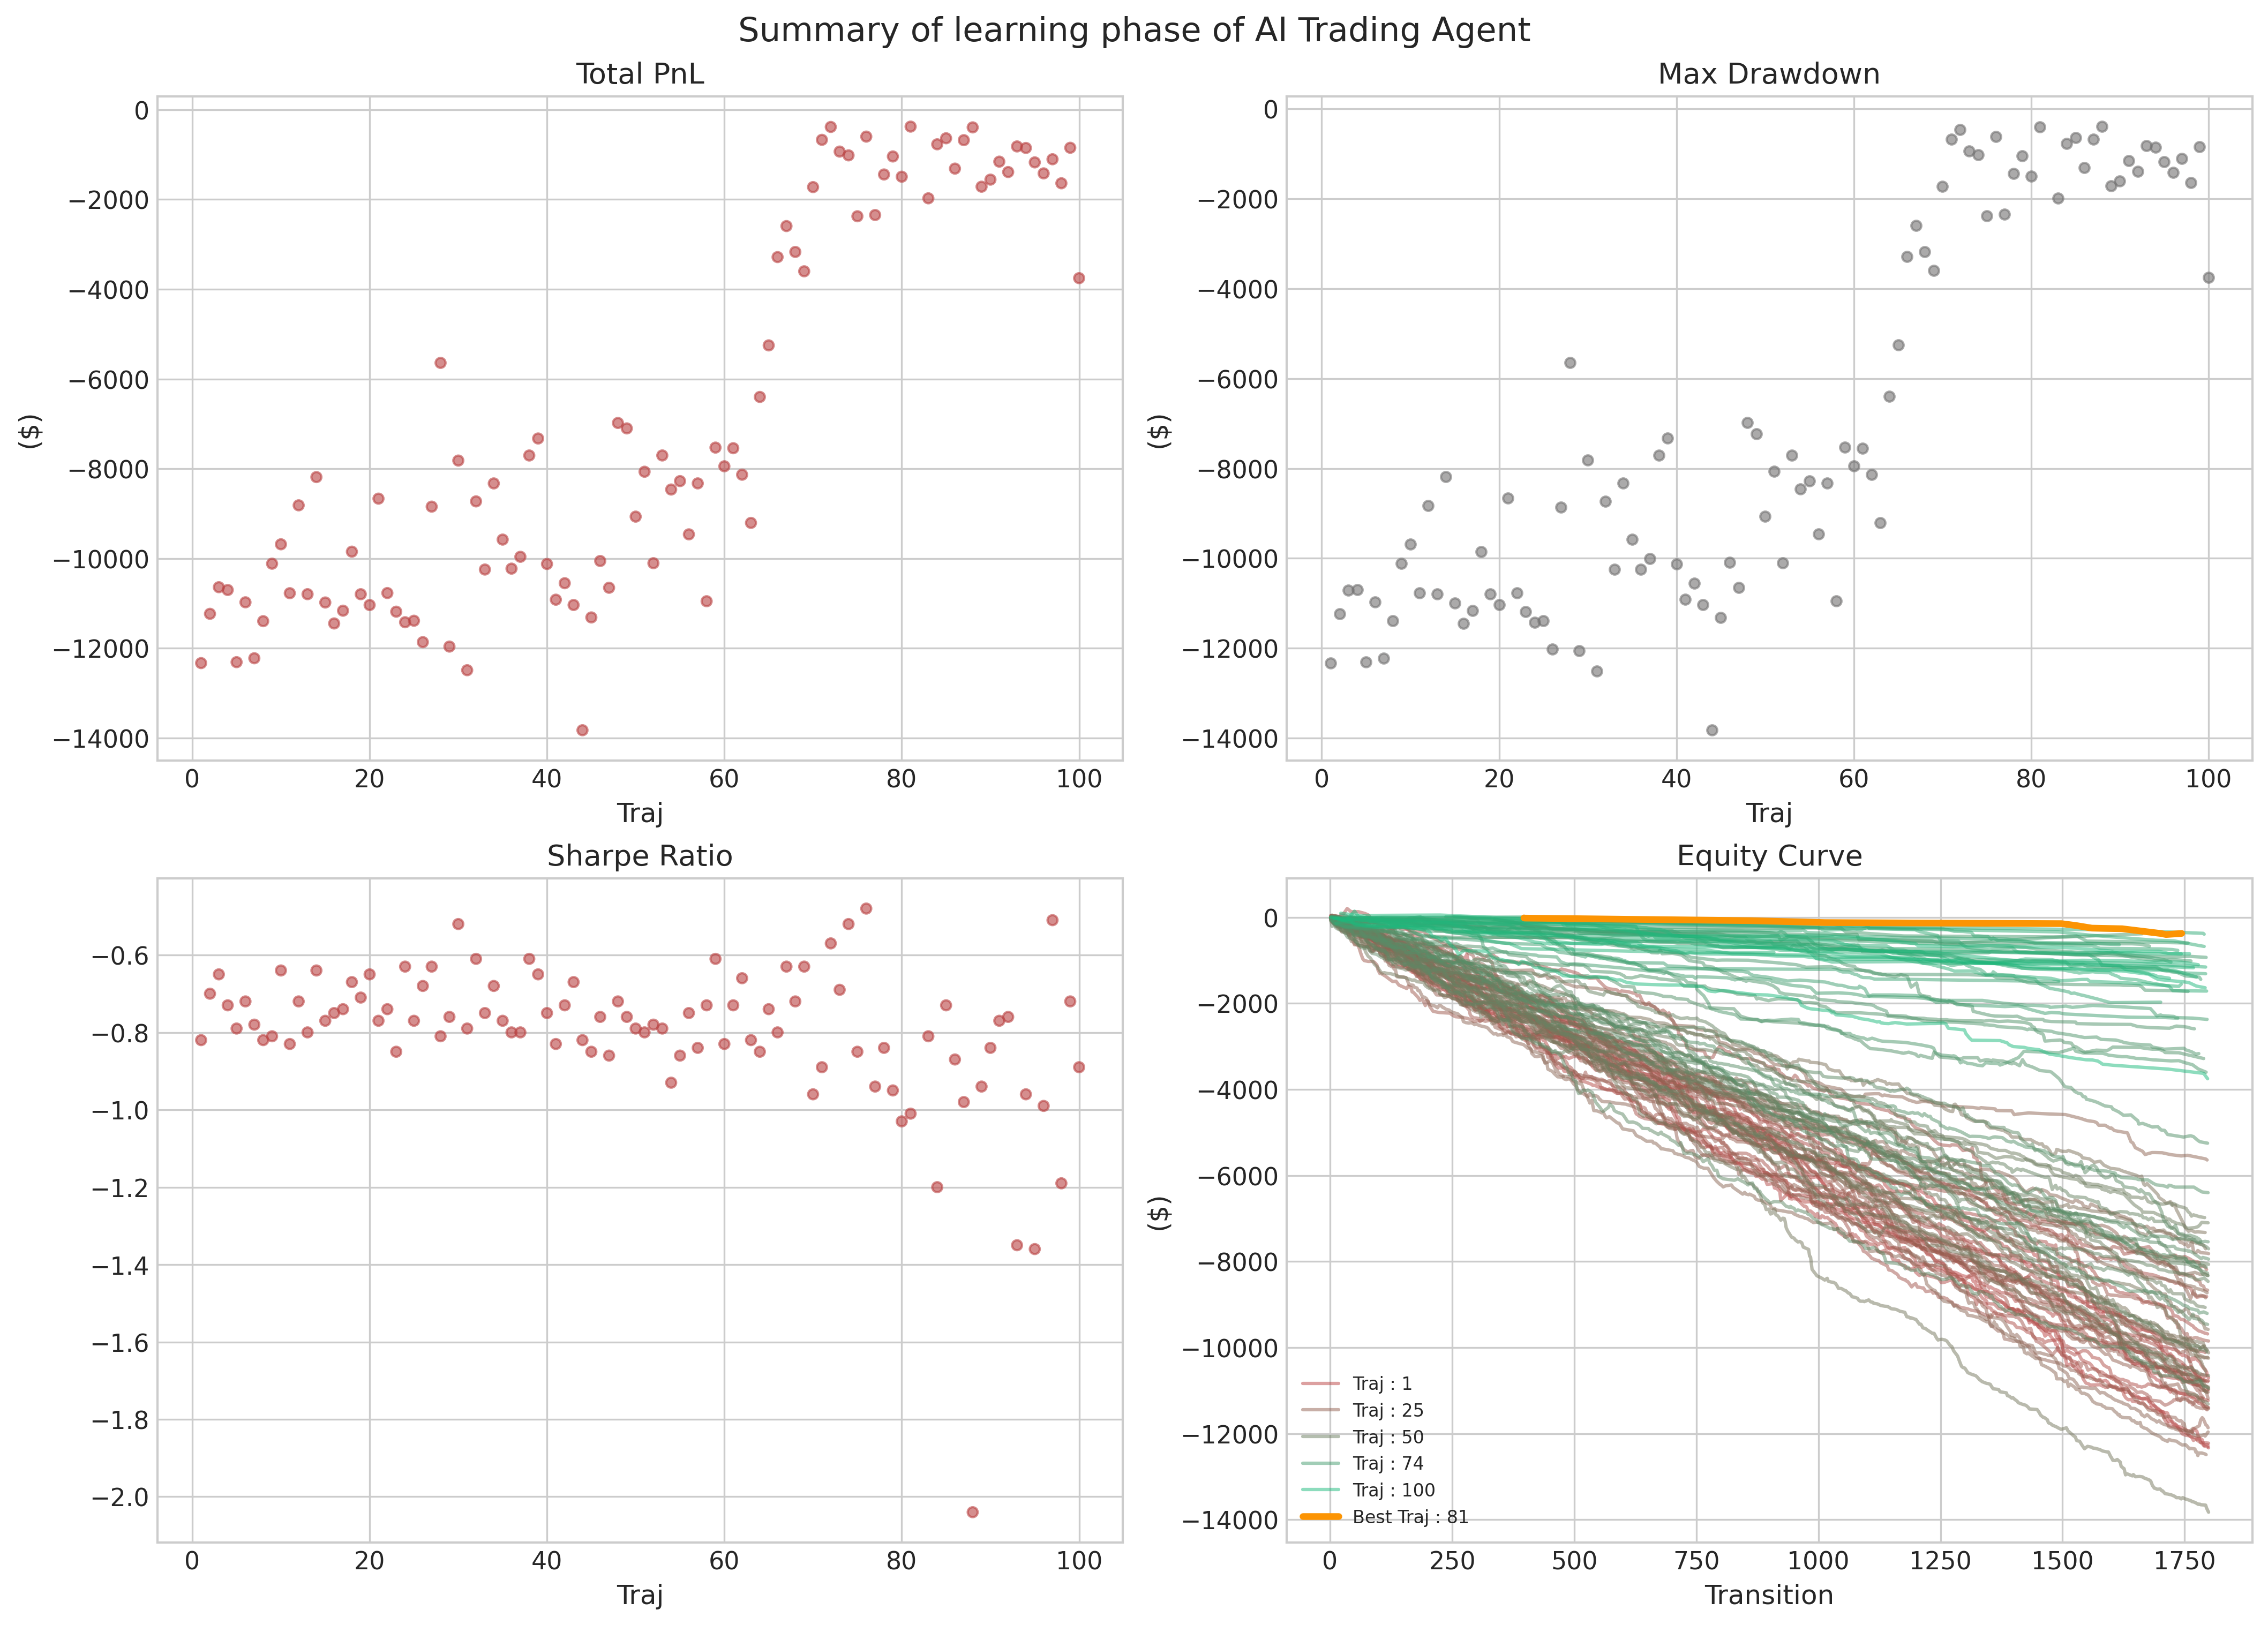 Summary of learning phase of AI Trading Agent
Total PnL
0
−2000
−4000
−6000
−8000
−10000
−12000
−14000
($)
0 20 40 60 80 100
Traj
Max Drawdown
0
−2000
−4000
−6000
−8000
−10000
−12000
−14000
($)
0 20 40 60 80 100
Traj
Sharpe Ratio
−0.6
−0.8
−1.0
−1.2
−1.4
−1.6
−1.8
−2.0
0 20 40 60 80 100
Traj
Equity Curve
0
−2000
−4000
−6000
−8000
−10000
−12000
−14000
($)
Traj : 1
Traj : 25
Traj : 50
Traj : 74
Traj : 100
Best Traj : 81
0 250 500 750 1000 1250 1500 1750
Transition